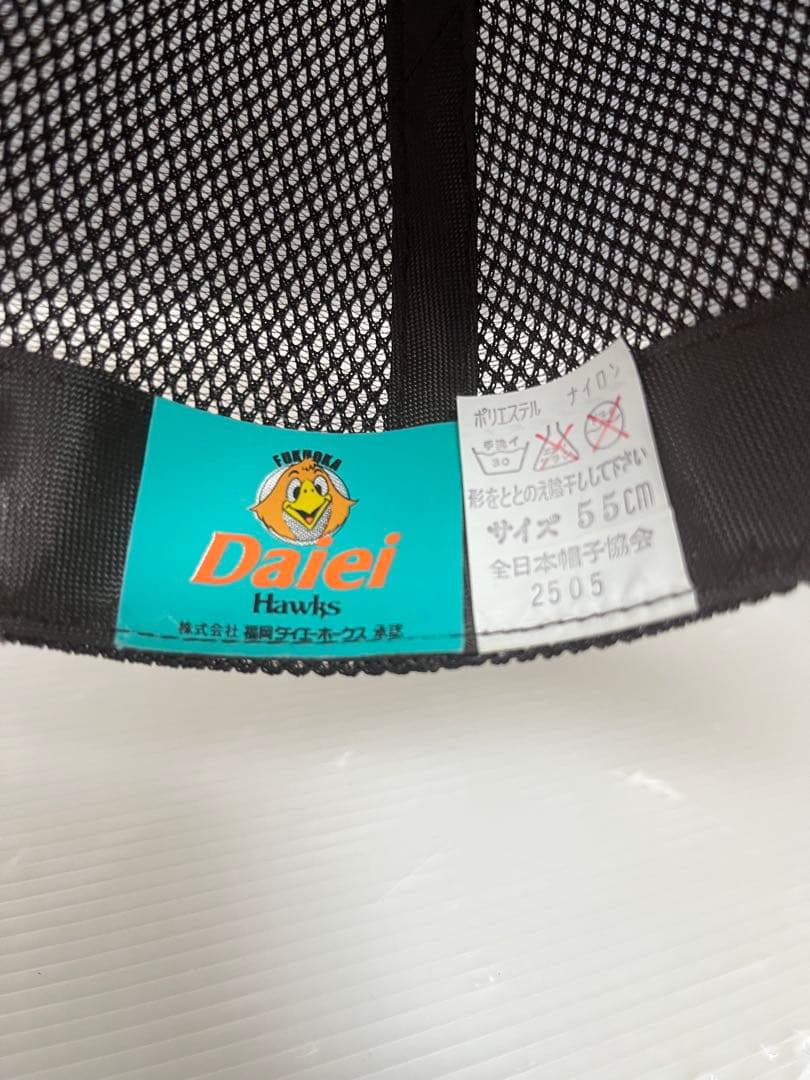 FUKUOKA
Daiei
Hawks
株式会社 福岡ダイエーホークス 承認
ポリエステル ナイロン
手洗イ
30
形をととのえ陰干しして下さい
サイズ 55cm
全日本帽子協会
2505